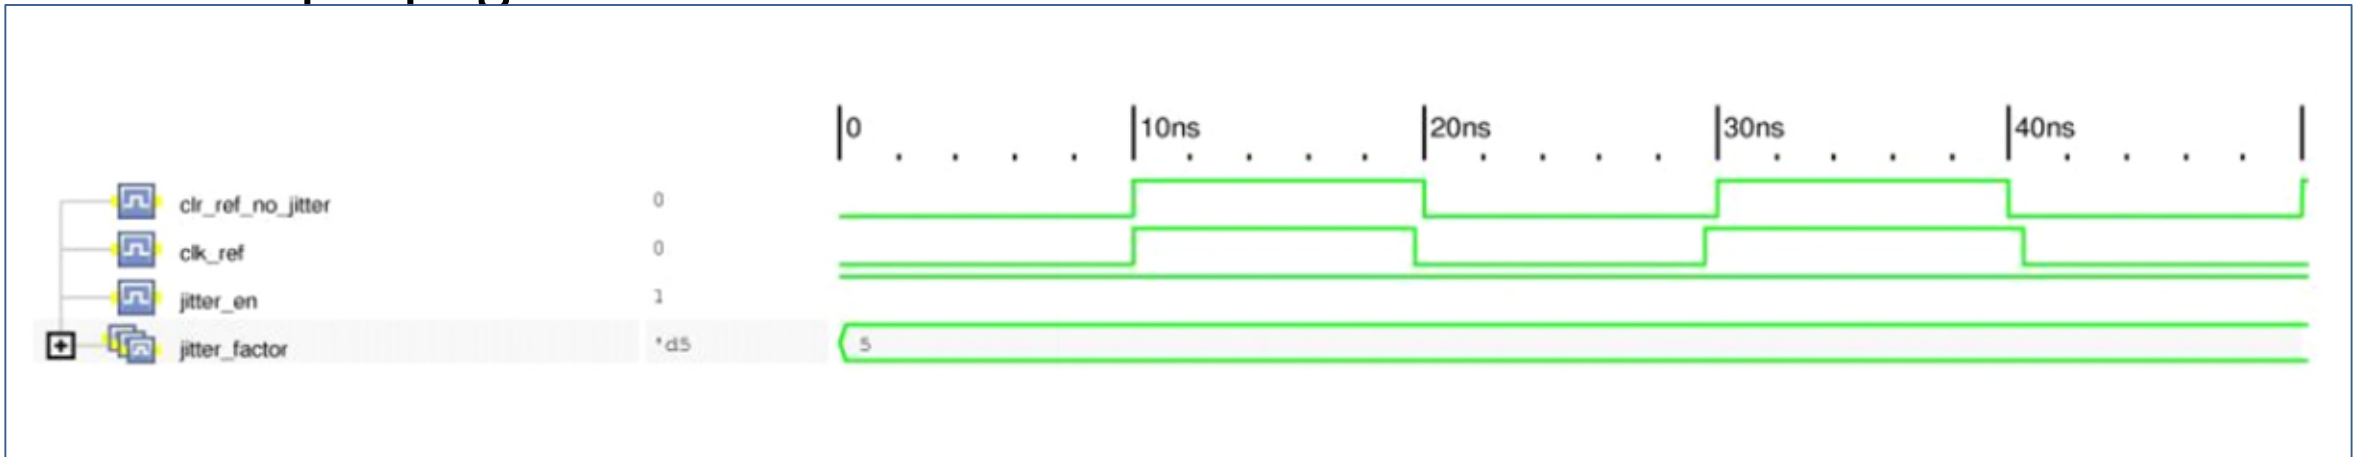 0 10ns 20ns 30ns 40ns
clr_ref_no_jitter 0
clk_ref 0
jitter_en 1
jitter_factor 'd5 5